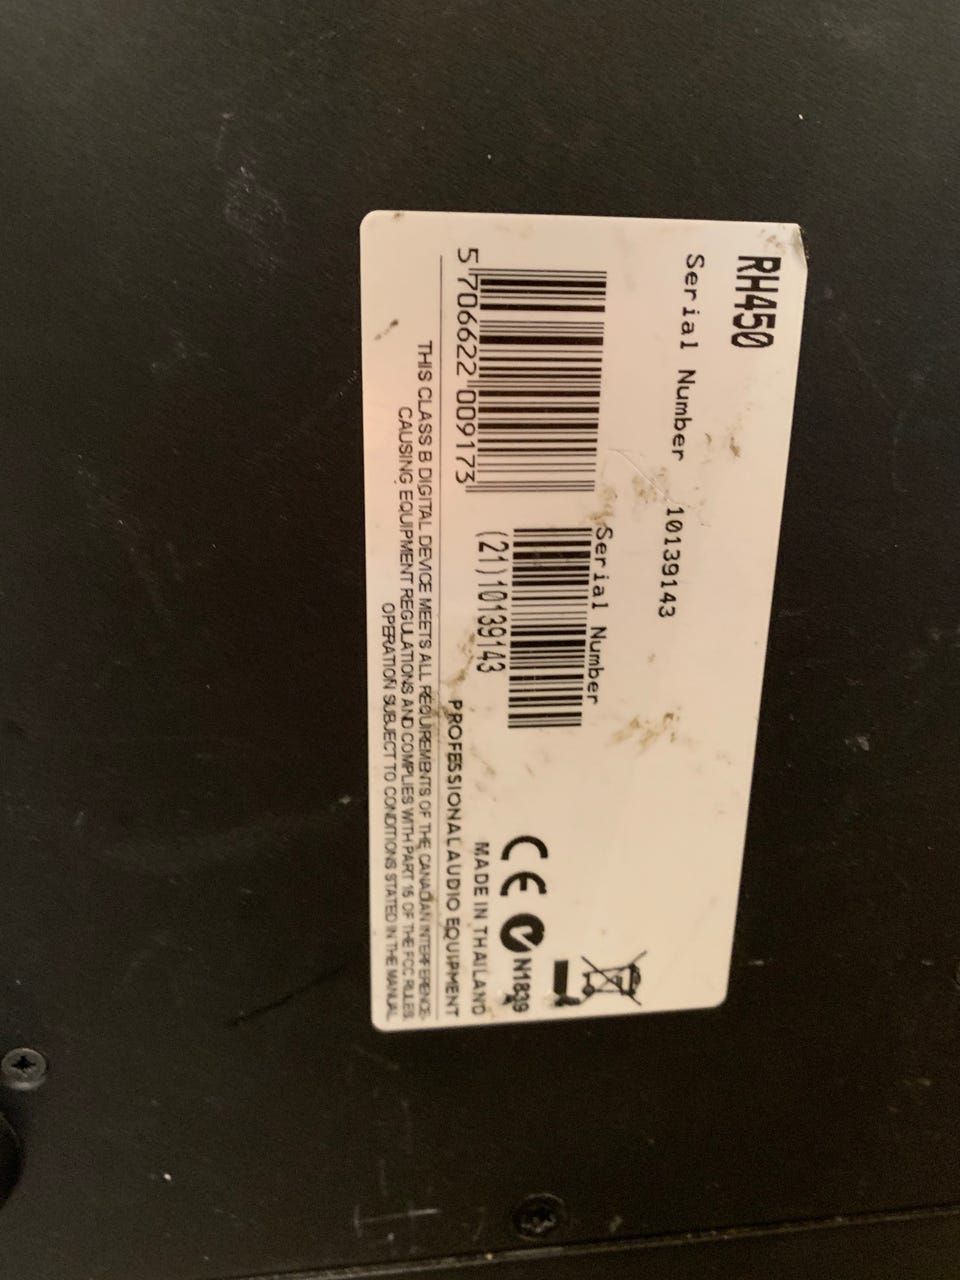 RH450
Serial Number 10139143
Serial Number
5 706622 009173
(21)10139143
CE N1839
MADE IN THAILAND
PROFESSIONAL AUDIO EQUIPMENT
THIS CLASS B DIGITAL DEVICE MEETS ALL REQUIREMENTS OF THE CANADIAN INTERFERENCE-
CAUSING EQUIPMENT REGULATIONS AND COMPLIES WITH PART 15 OF THE FCC RULES.
OPERATION SUBJECT TO CONDITIONS STATED IN THE MANUAL